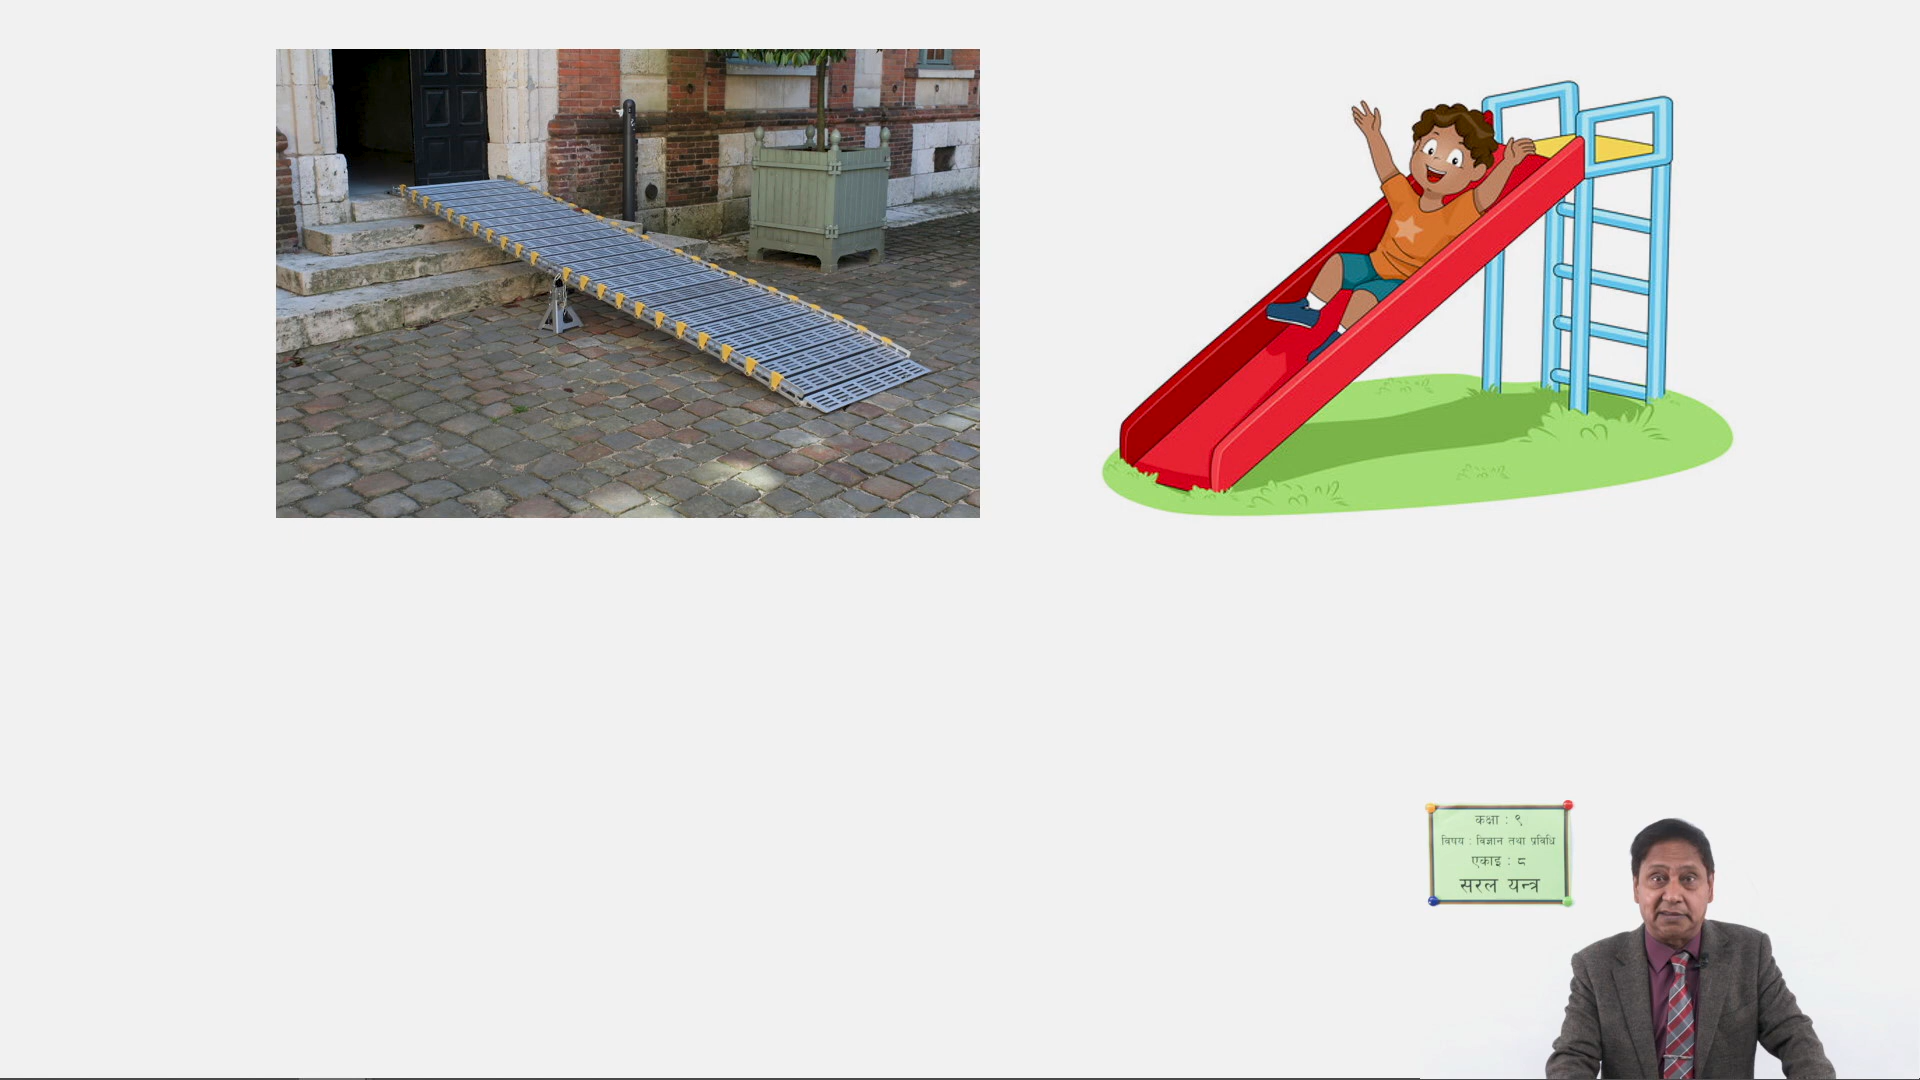 कक्षा : ९
विषय : विज्ञान तथा प्रविधि
एकाइ : ८
सरल यन्त्र